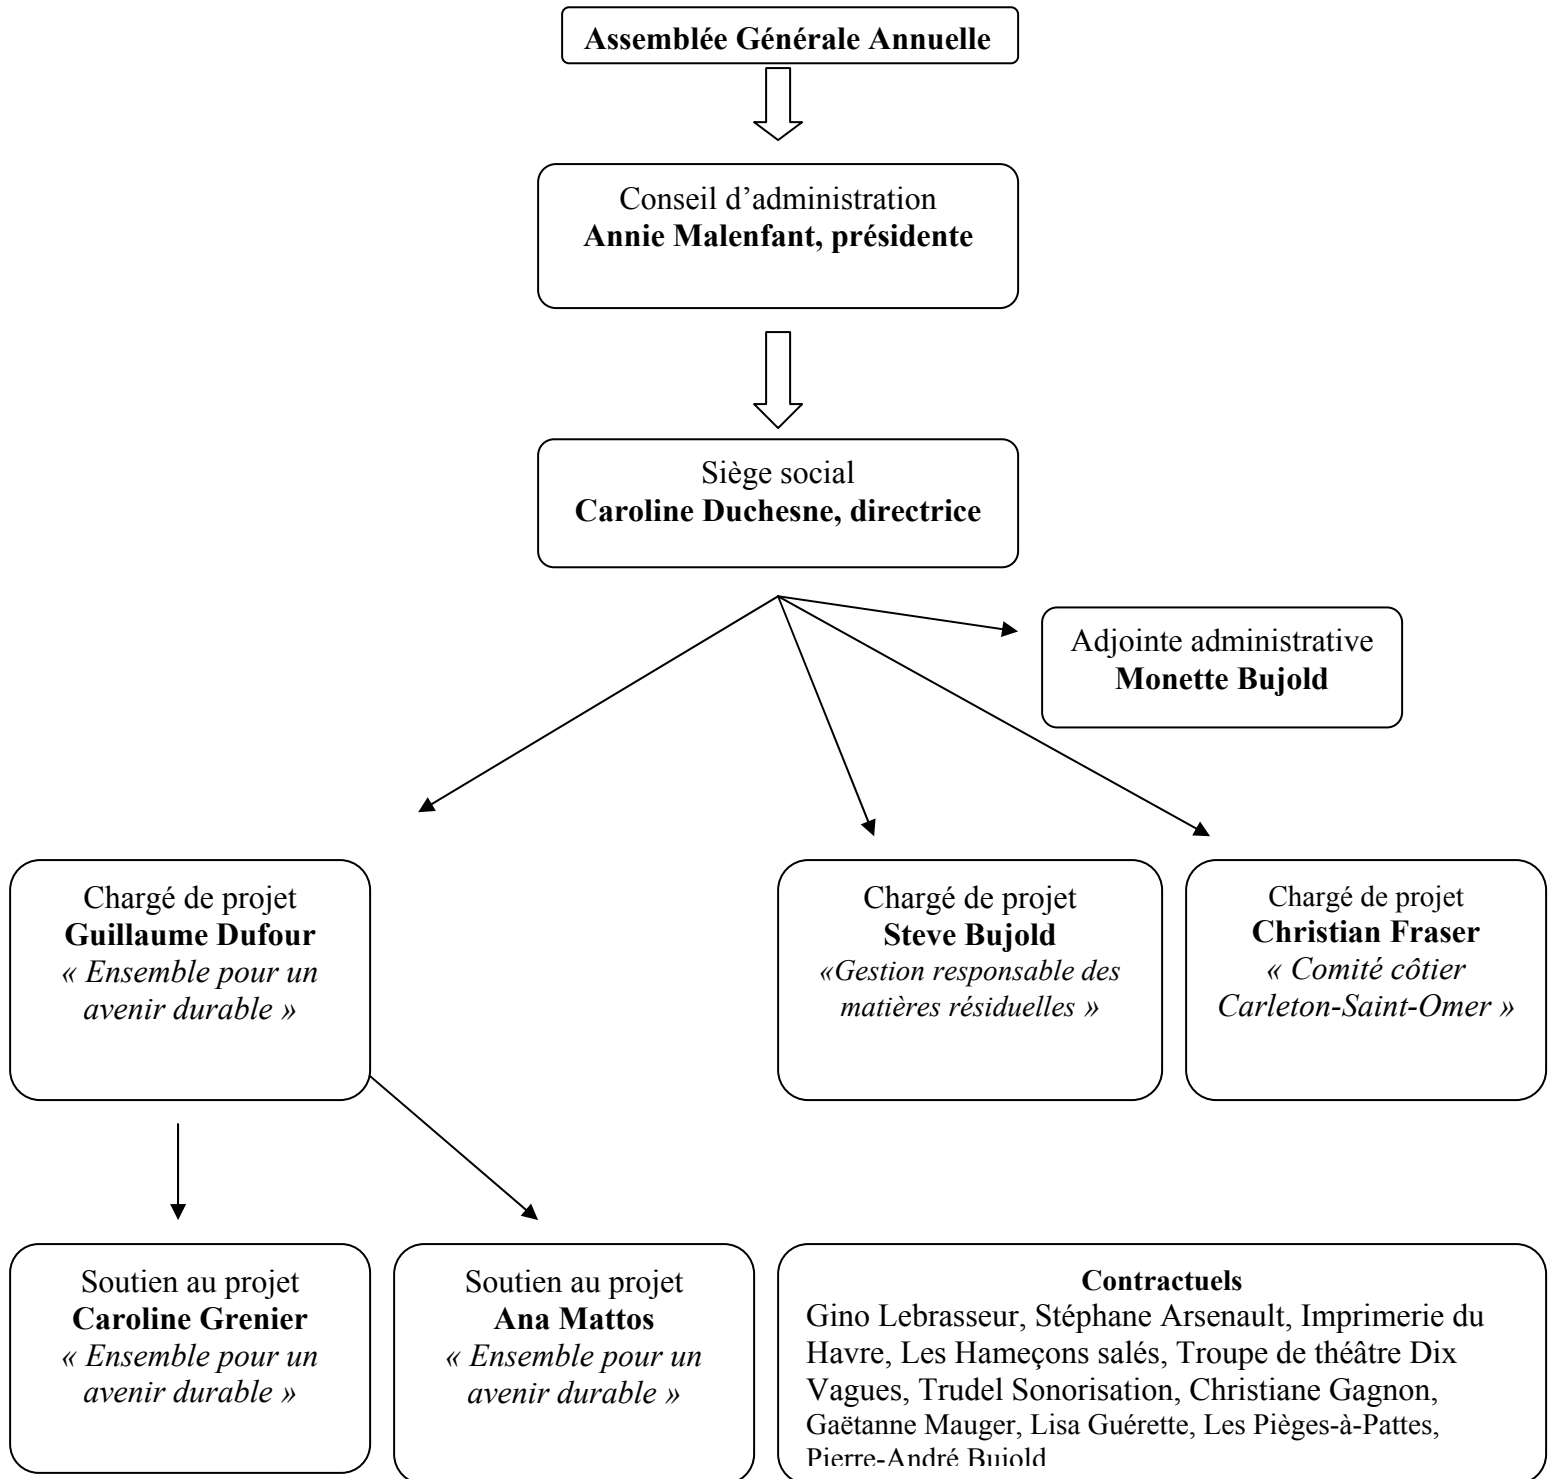 Assemblée Générale Annuelle
Conseil d’administration
Annie Malenfant, présidente
Siège social
Caroline Duchesne, directrice
Adjointe administrative
Monette Bujold
Chargé de projet
Guillaume Dufour
« Ensemble pour un
avenir durable »
Chargé de projet
Steve Bujold
«Gestion responsable des
matières résiduelles »
Chargé de projet
Christian Fraser
« Comité côtier
Carleton-Saint-Omer »
Soutien au projet
Caroline Grenier
« Ensemble pour un
avenir durable »
Soutien au projet
Ana Mattos
« Ensemble pour un
avenir durable »
Contractuels
Gino Lebrasseur, Stéphane Arsenault, Imprimerie du
Havre, Les Hameçons salés, Troupe de théâtre Dix
Vagues, Trudel Sonorisation, Christiane Gagnon,
Gaëtanne Mauger, Lisa Guérette, Les Pièges-à-Pattes,
Pierre-André Bujold